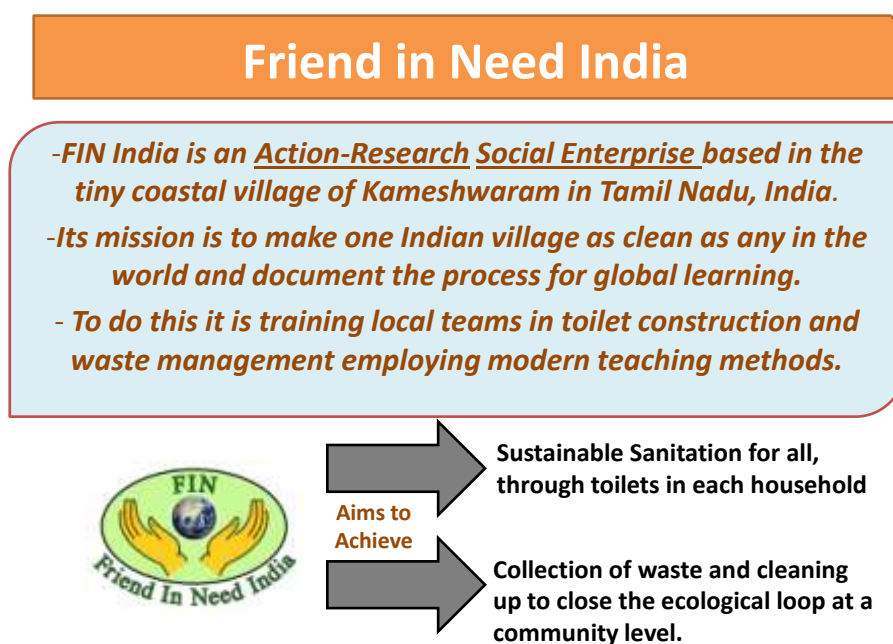 Friend in Need India
-FIN India is an Action-Research Social Enterprise based in the
tiny coastal village of Kameshwaram in Tamil Nadu, India.
-Its mission is to make one Indian village as clean as any in the
world and document the process for global learning.
- To do this it is training local teams in toilet construction and
waste management employing modern teaching methods.
FIN
Friend In Need India
Aims to
Achieve
Sustainable Sanitation for all,
through toilets in each household
Collection of waste and cleaning
up to close the ecological loop at a
community level.